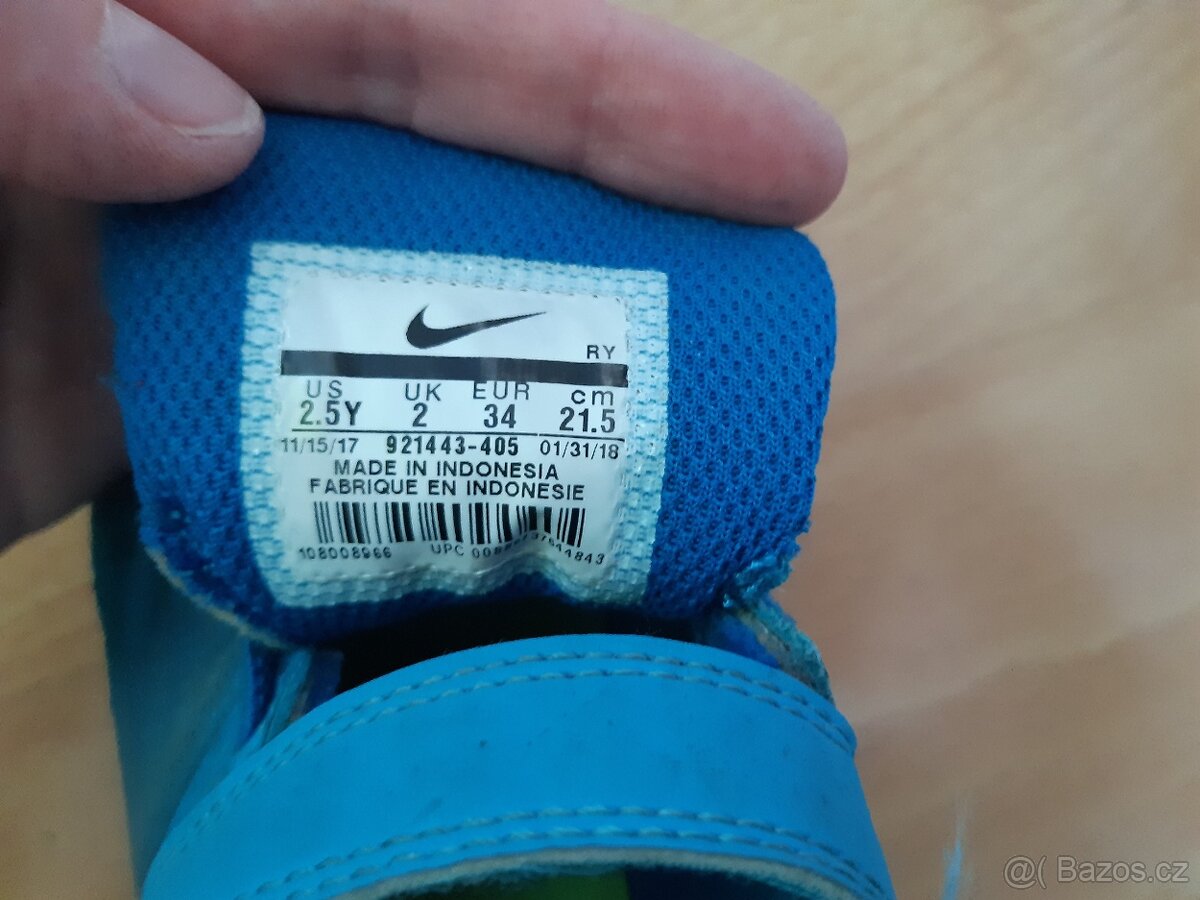 RY
US UK EUR cm
2.5Y 2 34 21.5
11/15/17 921443-405 01/31/18
MADE IN INDONESIA
FABRIQUE EN INDONESIE
108008966 UPC
@( Bazos.cz